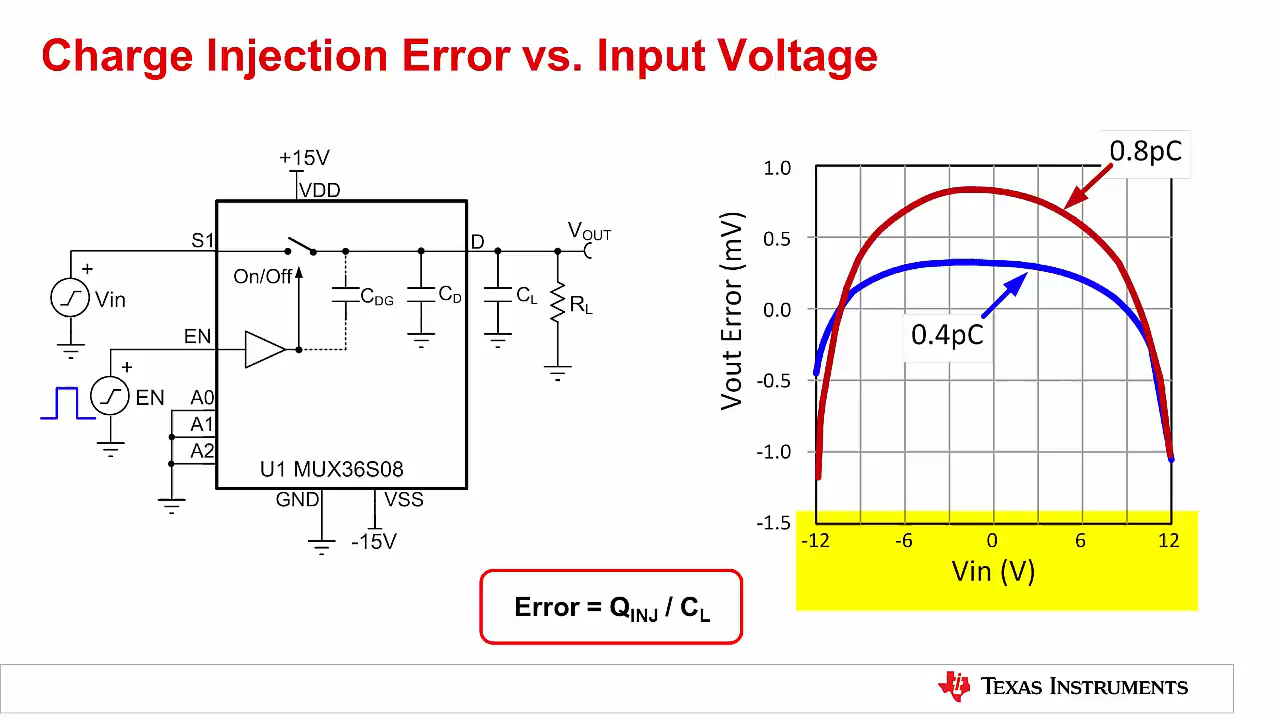 Charge Injection Error vs. Input Voltage
+15V
VDD
S1
D
VOUT
+
Vin
On/Off
CDG
CD
CL
RL
EN
+
EN
A0
A1
A2
U1 MUX36S08
GND
VSS
-15V
0.8pC
0.4pC
Vout Error (mV)
1.0
0.5
0.0
-0.5
-1.0
-1.5
-12 -6 0 6 12
Vin (V)
Error = QINJ / CL
TEXAS INSTRUMENTS